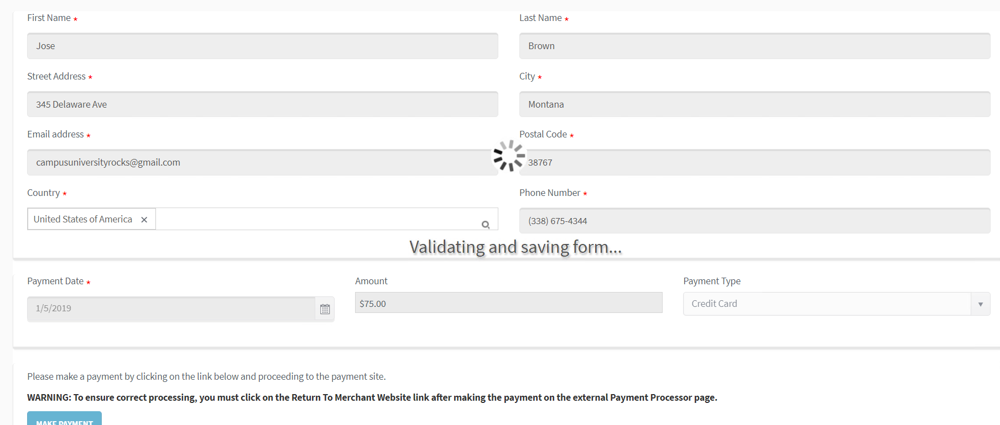 First Name *
Last Name *
Jose
Brown
Street Address *
City *
345 Delaware Ave
Montana
Email address *
Postal Code *
campusuniversityrocks@gmail.com
38767
Country *
Phone Number *
United States of America ×
(338) 675-4344
Validating and saving form...
Payment Date *
Amount
Payment Type
1/5/2019
$75.00
Credit Card
Please make a payment by clicking on the link below and proceeding to the payment site.
WARNING: To ensure correct processing, you must click on the Return To Merchant Website link after making the payment on the external Payment Processor page.
MAKE PAYMENT